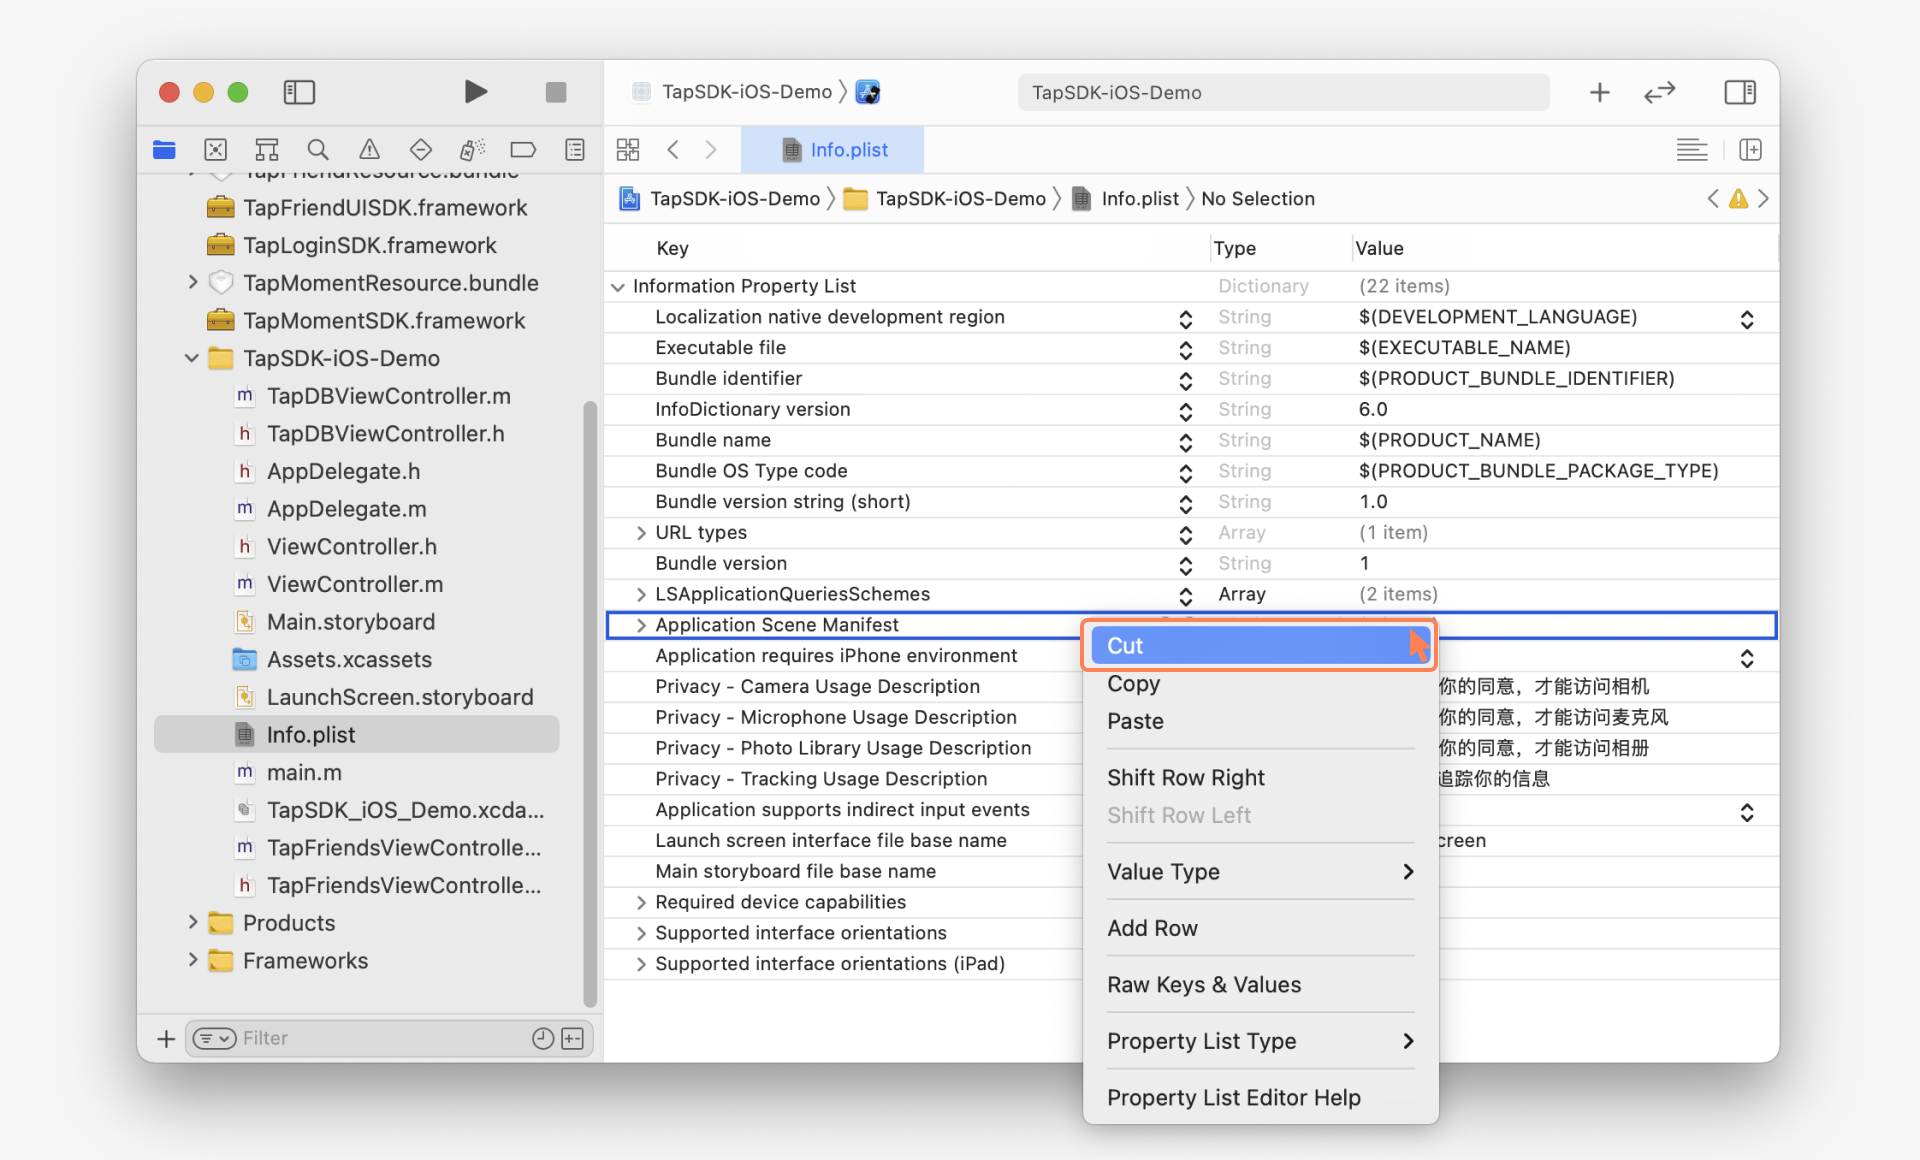 TapSDK-iOS-Demo
TapSDK-iOS-Demo
Info.plist
TapFriendResource.bundle
TapFriendUISDK.framework
TapLoginSDK.framework
TapMomentResource.bundle
TapMomentSDK.framework
TapSDK-iOS-Demo
m TapDBViewController.m
h TapDBViewController.h
h AppDelegate.h
m AppDelegate.m
h ViewController.h
m ViewController.m
Main.storyboard
Assets.xcassets
LaunchScreen.storyboard
Info.plist
m main.m
TapSDK_iOS_Demo.xcda...
m TapFriendsViewControlle...
h TapFriendsViewControlle...
Products
Frameworks
Filter
TapSDK-iOS-Demo TapSDK-iOS-Demo Info.plist No Selection
Key Type Value
Information Property List Dictionary (22 items)
Localization native development region String $(DEVELOPMENT_LANGUAGE)
Executable file String $(EXECUTABLE_NAME)
Bundle identifier String $(PRODUCT_BUNDLE_IDENTIFIER)
InfoDictionary version String 6.0
Bundle name String $(PRODUCT_NAME)
Bundle OS Type code String $(PRODUCT_BUNDLE_PACKAGE_TYPE)
Bundle version string (short) String 1.0
URL types Array (1 item)
Bundle version String 1
LSApplicationQueriesSchemes Array (2 items)
Application Scene Manifest
Application requires iPhone environment
Privacy - Camera Usage Description 你的同意，才能访问相机
Privacy - Microphone Usage Description 你的同意，才能访问麦克风
Privacy - Photo Library Usage Description 你的同意，才能访问相册
Privacy - Tracking Usage Description 追踪你的信息
Application supports indirect input events
Launch screen interface file base name creen
Main storyboard file base name
Required device capabilities
Supported interface orientations
Supported interface orientations (iPad)
Cut
Copy
Paste
Shift Row Right
Shift Row Left
Value Type
Add Row
Raw Keys & Values
Property List Type
Property List Editor Help